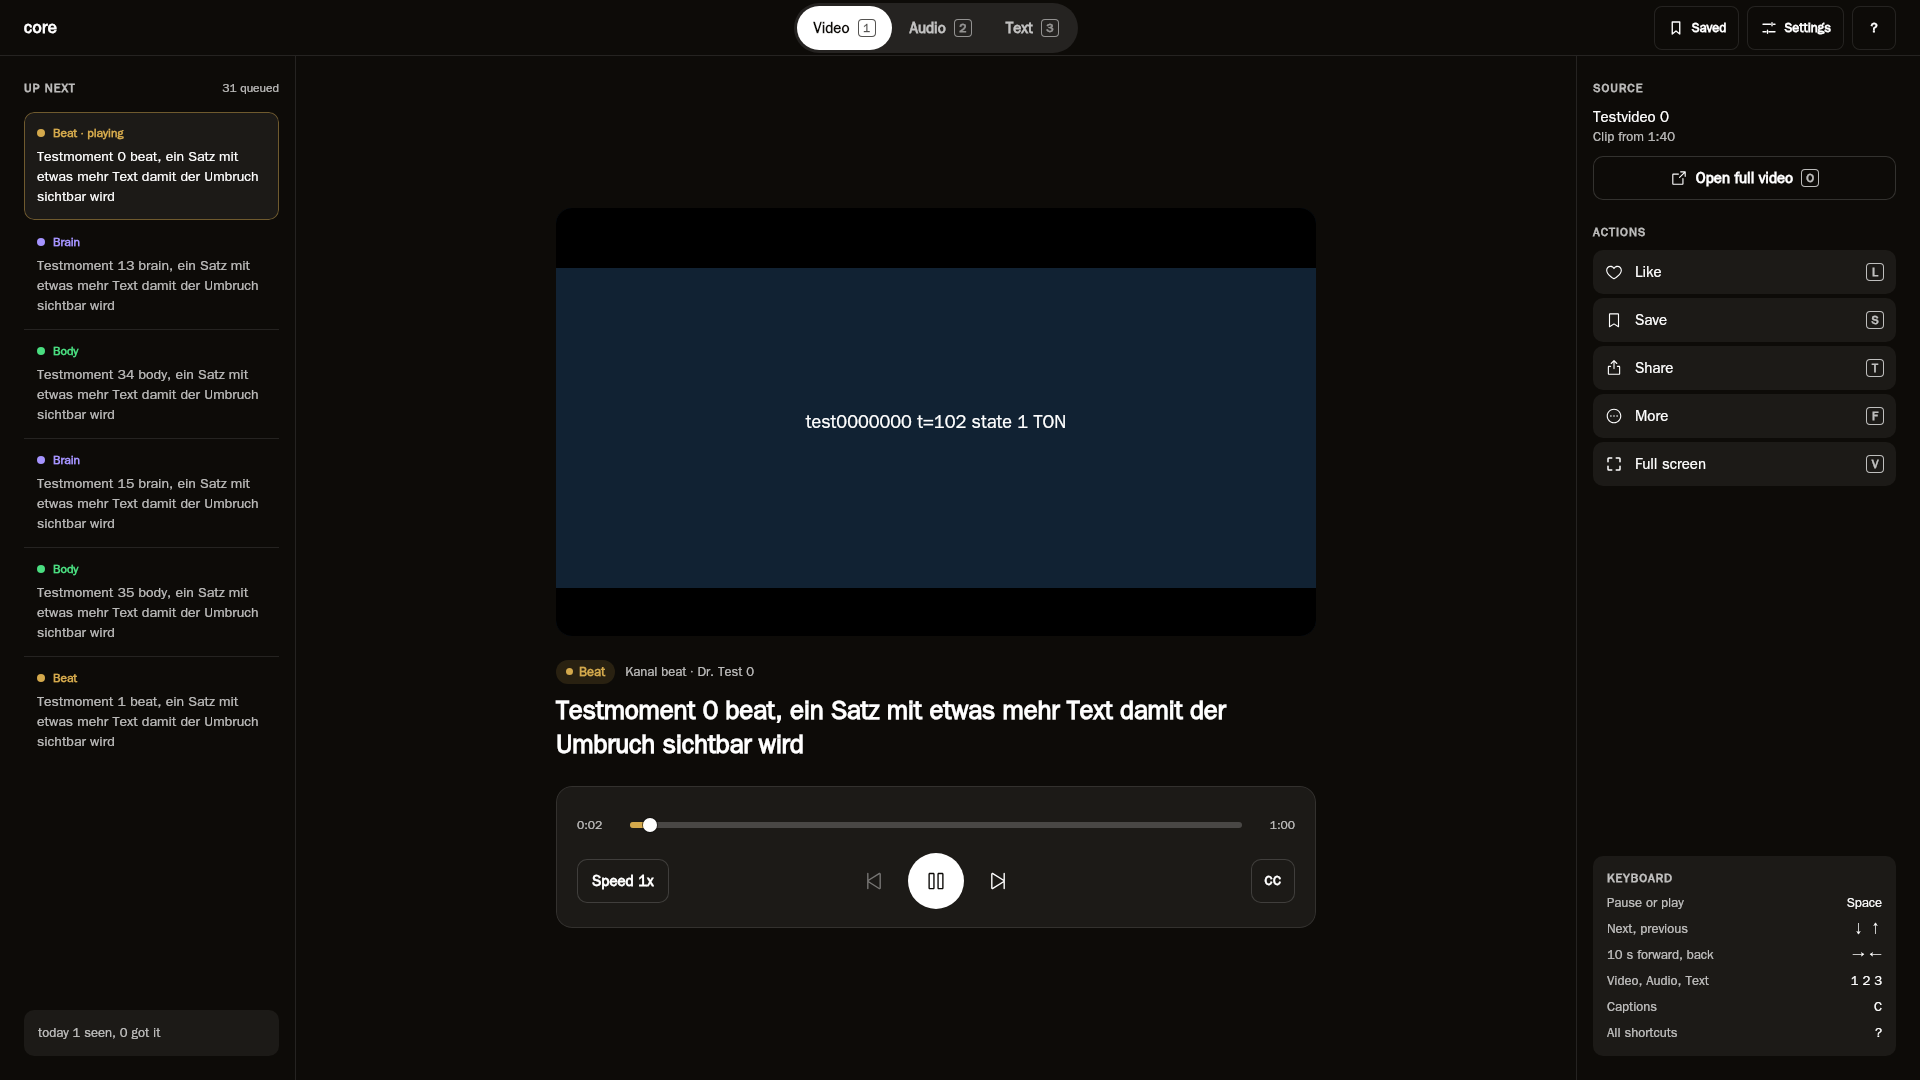 core
Video 1 Audio 2 Text 3
Saved Settings ?
UP NEXT 31 queued
Beat · playing
Testmoment 0 beat, ein Satz mit
etwas mehr Text damit der Umbruch
sichtbar wird
Brain
Testmoment 13 brain, ein Satz mit
etwas mehr Text damit der Umbruch
sichtbar wird
Body
Testmoment 34 body, ein Satz mit
etwas mehr Text damit der Umbruch
sichtbar wird
Brain
Testmoment 15 brain, ein Satz mit
etwas mehr Text damit der Umbruch
sichtbar wird
Body
Testmoment 35 body, ein Satz mit
etwas mehr Text damit der Umbruch
sichtbar wird
Beat
Testmoment 1 beat, ein Satz mit
etwas mehr Text damit der Umbruch
sichtbar wird
today 1 seen, 0 got it
test0000000 t=102 state 1 TON
Beat Kanal beat · Dr. Test 0
Testmoment 0 beat, ein Satz mit etwas mehr Text damit der
Umbruch sichtbar wird
0:02 1:00
Speed 1x CC
SOURCE
Testvideo 0
Clip from 1:40
Open full video O
ACTIONS
Like L
Save S
Share T
More F
Full screen V
KEYBOARD
Pause or play Space
Next, previous ↓ ↑
10 s forward, back → ←
Video, Audio, Text 1 2 3
Captions C
All shortcuts ?